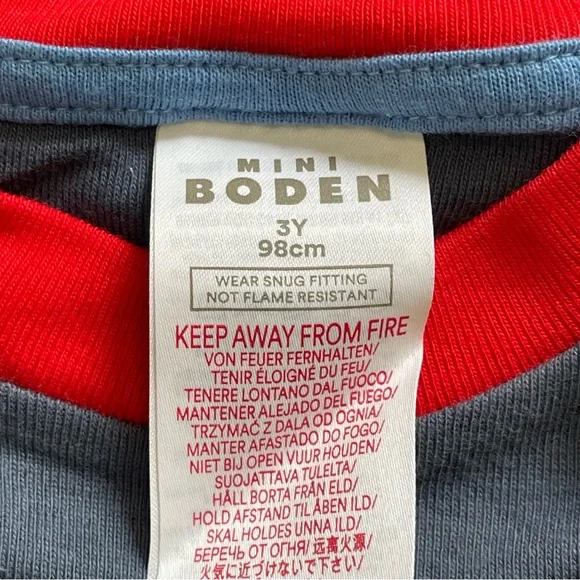 MINI
BODEN
3Y
98cm
WEAR SNUG FITTING
NOT FLAME RESISTANT
KEEP AWAY FROM FIRE
VON FEUER FERNHALTEN/
TENIR ÉLOIGNÉ DU FEU/
TENERE LONTANO DAL FUOCO/
MANTENER ALEJADO DEL FUEGO/
TRZYMAĆ Z DALA OD OGNIA/
MANTER AFASTADO DO FOGO/
NIET BIJ OPEN VUUR HOUDEN/
SUOJATTAVA TULELTA/
HÅLL BORTA FRÅN ELD/
HOLD AFSTAND TIL ÅBEN ILD/
SKAL HOLDES UNNA ILD/
БЕРЕЧЬ ОТ ОГНЯ/远离火源/
火気に近づけないで下さい/